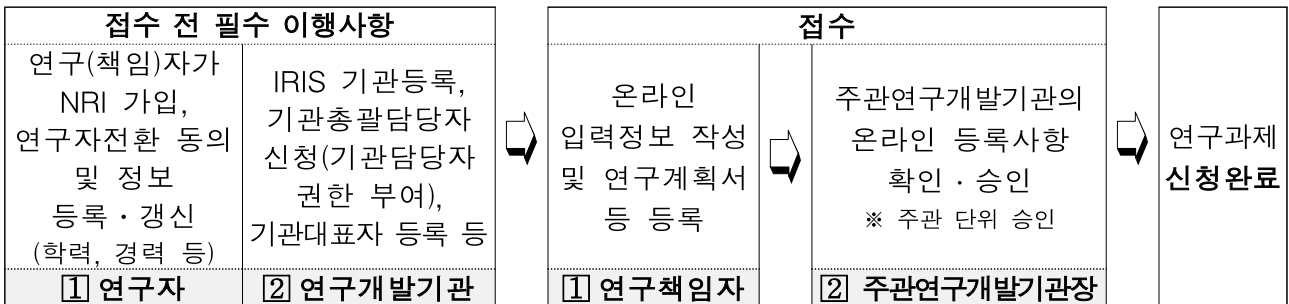 접수 전 필수 이행사항
연구(책임)자가
NRI 가입,
연구자전환 동의
및 정보
등록·갱신
(학력, 경력 등)
1 연구자
IRIS 기관등록,
기관총괄담당자
신청(기관담당자
권한 부여),
기관대표자 등록 등
2 연구개발기관
접수
온라인
입력정보 작성
및 연구계획서
등 등록
1 연구책임자
주관연구개발기관의
온라인 등록사항
확인·승인
※ 주관 단위 승인
2 주관연구개발기관장
연구과제
신청완료